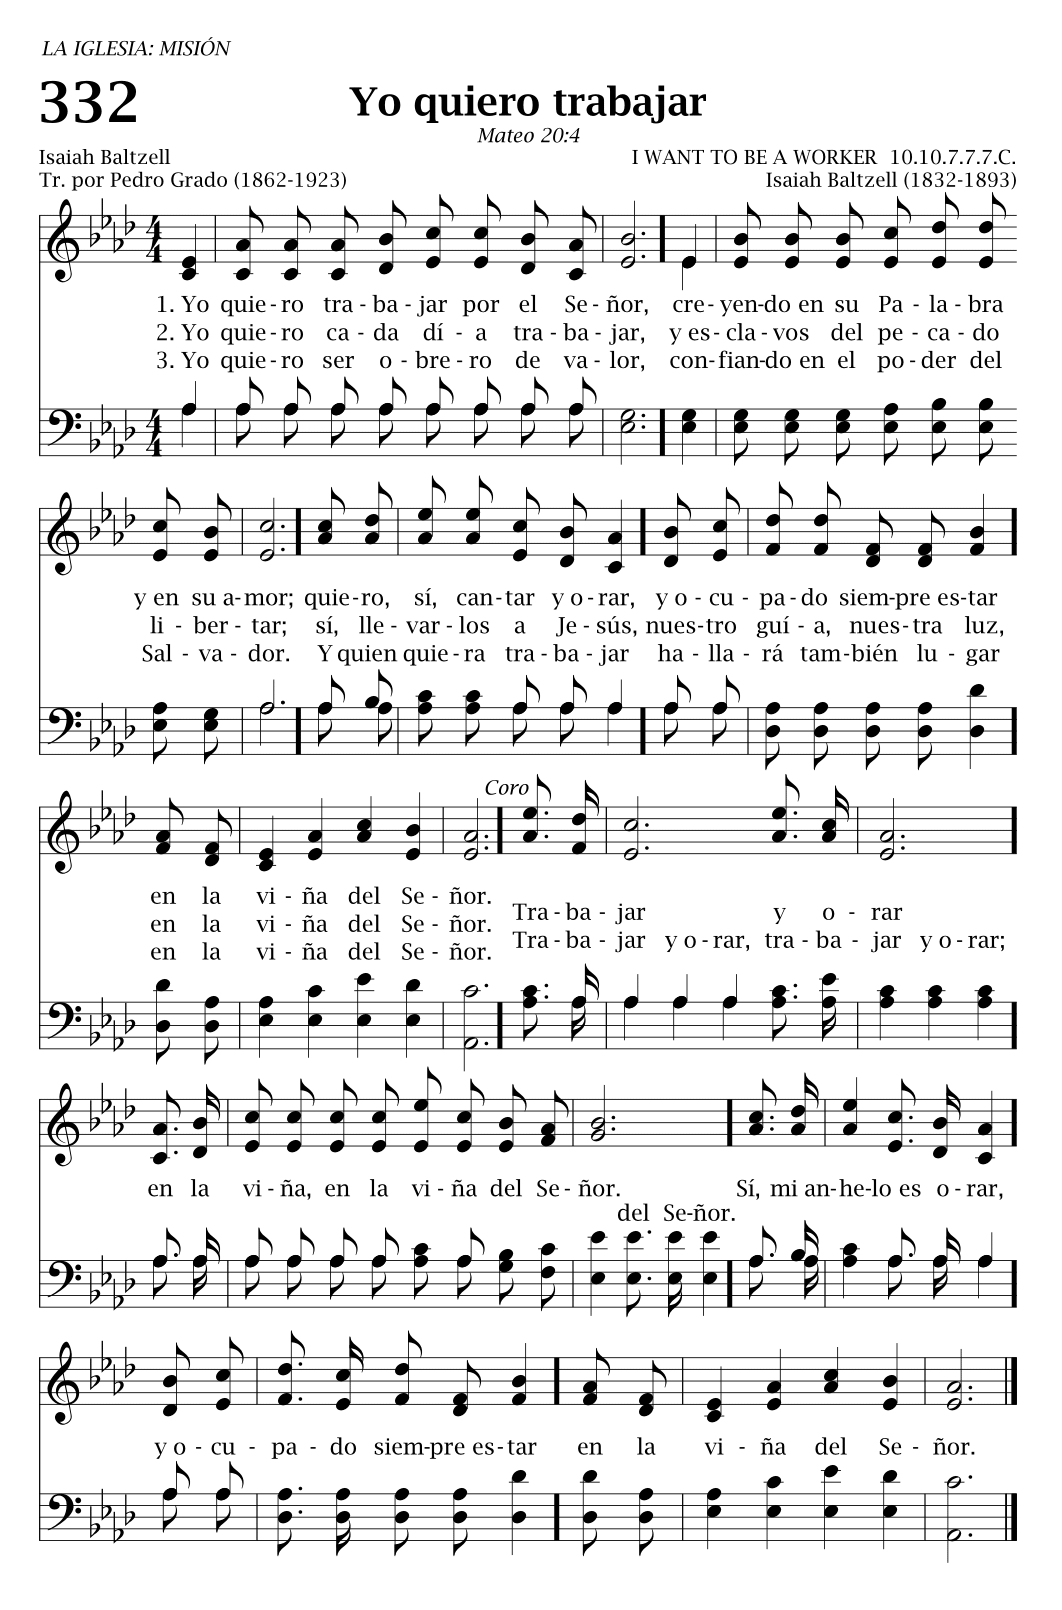 LA IGLESIA: MISIÓN
332
Yo quiero trabajar
Mateo 20:4
Isaiah Baltzell
I WANT TO BE A WORKER 10.10.7.7.7.C.
Tr. por Pedro Grado (1862-1923)
Isaiah Baltzell (1832-1893)
4
4
1. Yo quie - ro tra - ba - jar por el Se - ñor, cre - yen-do en su Pa - la - bra
2. Yo quie - ro ca - da dí - a tra - ba - jar, y es - cla - vos del pe - ca - do
3. Yo quie - ro ser o - bre - ro de va - lor, con - fian-do en el po - der del
4
4
y en su a-mor; quie-ro, sí, can-tar y o-rar, y o - cu - pa - do siem-pre es-tar
li - ber - tar; sí, lle - var - los a Je - sús, nues-tro guí - a, nues-tra luz,
Sal - va - dor. Y quien quie-ra tra - ba - jar ha - lla - rá tam-bién lu - gar
Coro
en la vi - ña del Se - ñor.
en la vi - ña del Se - ñor.
en la vi - ña del Se - ñor.
Tra - ba - jar y o - rar
Tra - ba - jar y o - rar, tra - ba - jar y o - rar;
en la vi - ña, en la vi - ña del Se - ñor. Sí, mi an-he-lo es o - rar,
del Se-ñor.
y o - cu - pa - do siem-pre es-tar en la vi - ña del Se - ñor.